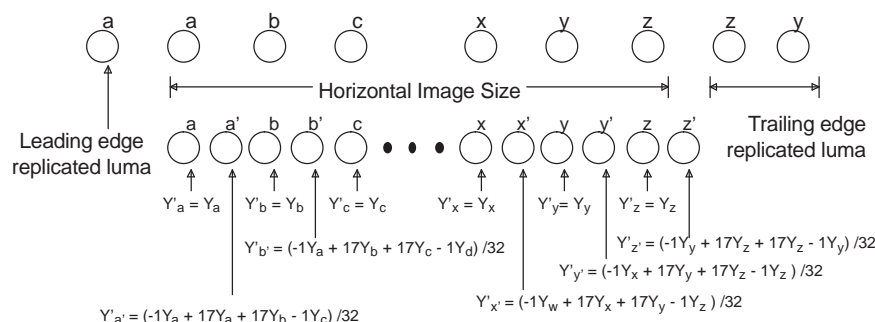 a a b c x y z z y
Horizontal Image Size
Leading edge
replicated luma
Trailing edge
replicated luma
a a' b b' c x x' y y' z z'
Y'a = Ya Y'b = Yb Y'c = Yc Y'x = Yx Y'y = Yy Y'z = Yz
Y'b' = (-1Ya + 17Yb + 17Yc - 1Yd) /32
Y'z' = (-1Yy + 17Yz + 17Yz - 1Yy) /32
Y'y' = (-1Yx + 17Yy + 17Yz - 1Yz ) /32
Y'a' = (-1Ya + 17Ya + 17Yb - 1Yc) /32
Y'x' = (-1Yw + 17Yx + 17Yy - 1Yz ) /32